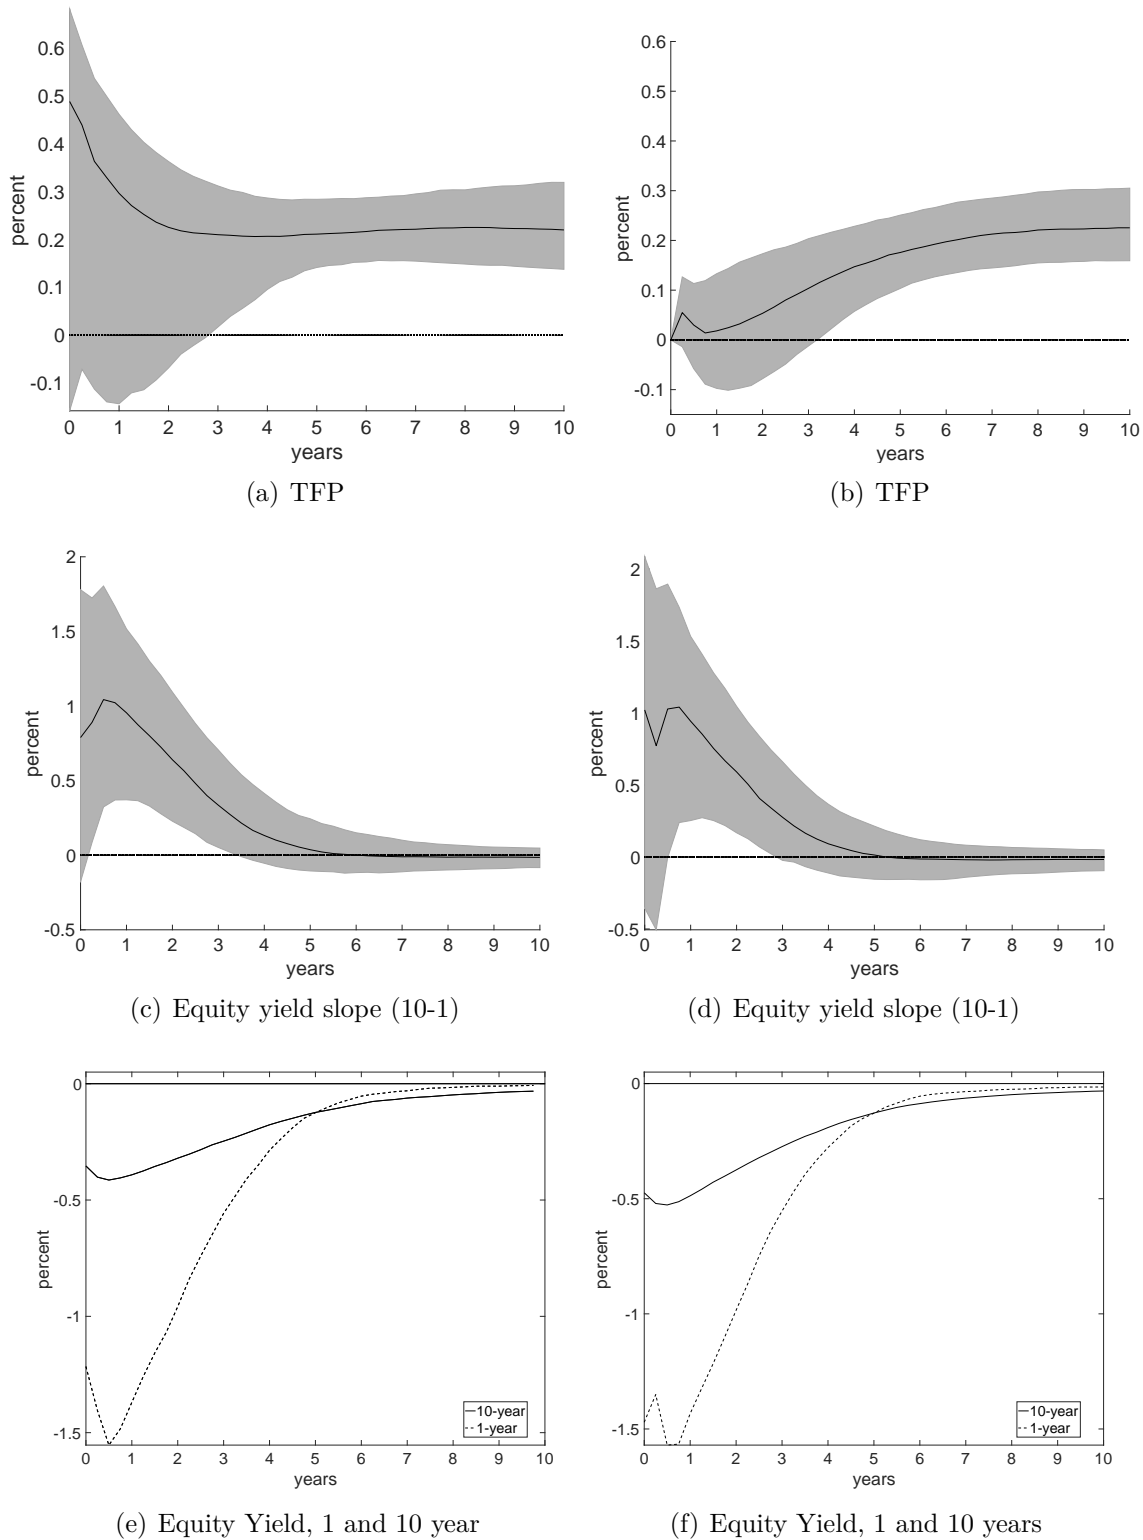 0.6
0.5
0.4
0.3
0.2
0.1
0
-0.1
percent
0 1 2 3 4 5 6 7 8 9 10
years
(a) TFP
0.6
0.5
0.4
0.3
0.2
0.1
0
-0.1
percent
0 1 2 3 4 5 6 7 8 9 10
years
(b) TFP
2
1.5
1
0.5
0
-0.5
percent
0 1 2 3 4 5 6 7 8 9 10
years
(c) Equity yield slope (10-1)
2
1.5
1
0.5
0
-0.5
percent
0 1 2 3 4 5 6 7 8 9 10
years
(d) Equity yield slope (10-1)
0
-0.5
-1
-1.5
percent
10-year
1-year
0 1 2 3 4 5 6 7 8 9 10
years
(e) Equity Yield, 1 and 10 year
0
-0.5
-1
-1.5
percent
10-year
1-year
0 1 2 3 4 5 6 7 8 9 10
years
(f) Equity Yield, 1 and 10 years